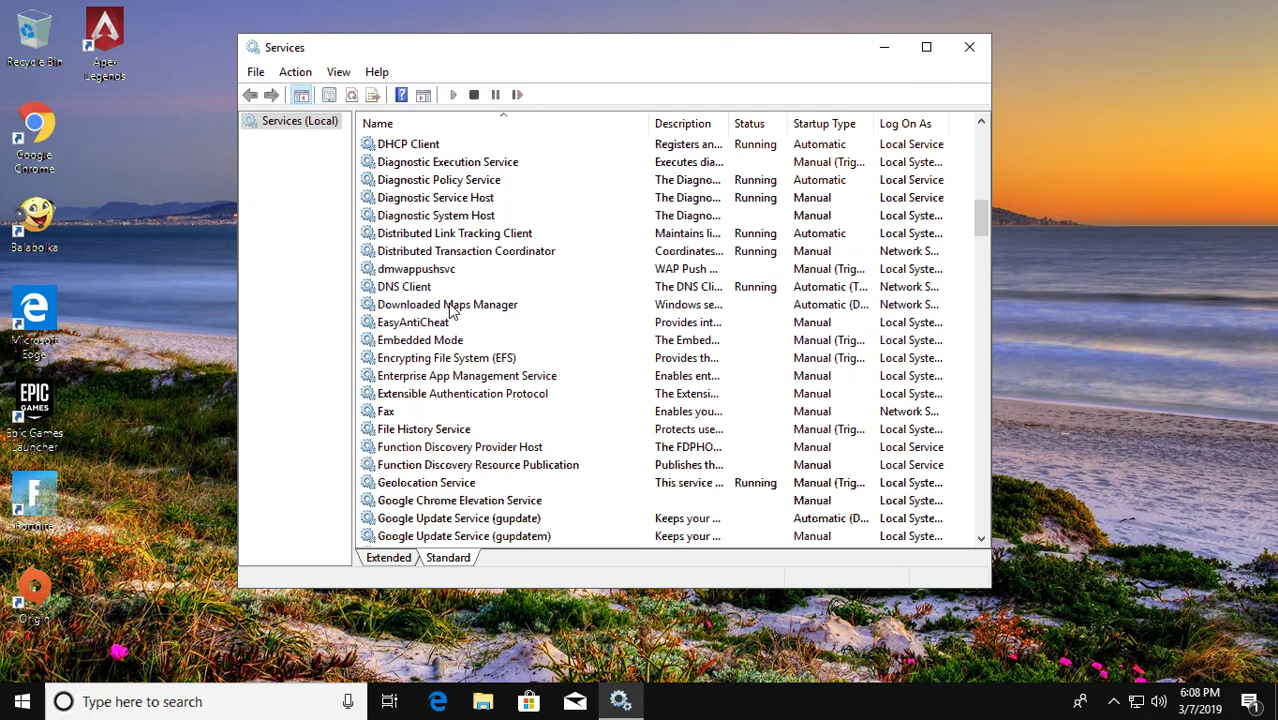 Recycle Bin
Apex Legends
Google Chrome
Balabolka
Microsoft Edge
EPIC GAMES
Epic Games Launcher
Fortnite
Origin
Services
File Action View Help
Services (Local)
Name Description Status Startup Type Log On As
DHCP Client Registers an... Running Automatic Local Service
Diagnostic Execution Service Executes dia... Manual (Trig... Local Syste...
Diagnostic Policy Service The Diagno... Running Automatic Local Service
Diagnostic Service Host The Diagno... Running Manual Local Service
Diagnostic System Host The Diagno... Manual Local Syste...
Distributed Link Tracking Client Maintains li... Running Automatic Local Syste...
Distributed Transaction Coordinator Coordinates... Running Manual Network S...
dmwappushsvc WAP Push ... Manual (Trig... Local Syste...
DNS Client The DNS Cli... Running Automatic (T... Network S...
Downloaded Maps Manager Windows se... Automatic (D... Network S...
EasyAntiCheat Provides int... Manual Local Syste...
Embedded Mode The Embed... Manual (Trig... Local Syste...
Encrypting File System (EFS) Provides th... Manual (Trig... Local Syste...
Enterprise App Management Service Enables ent... Manual Local Syste...
Extensible Authentication Protocol The Extensi... Manual Local Syste...
Fax Enables you... Manual Network S...
File History Service Protects use... Manual (Trig... Local Syste...
Function Discovery Provider Host The FDPHO... Manual Local Service
Function Discovery Resource Publication Publishes th... Manual Local Service
Geolocation Service This service ... Running Manual (Trig... Local Syste...
Google Chrome Elevation Service Manual Local Syste...
Google Update Service (gupdate) Keeps your ... Automatic (D... Local Syste...
Google Update Service (gupdatem) Keeps your ... Manual Local Syste...
Extended Standard
Type here to search
6:08 PM
3/7/2019
1